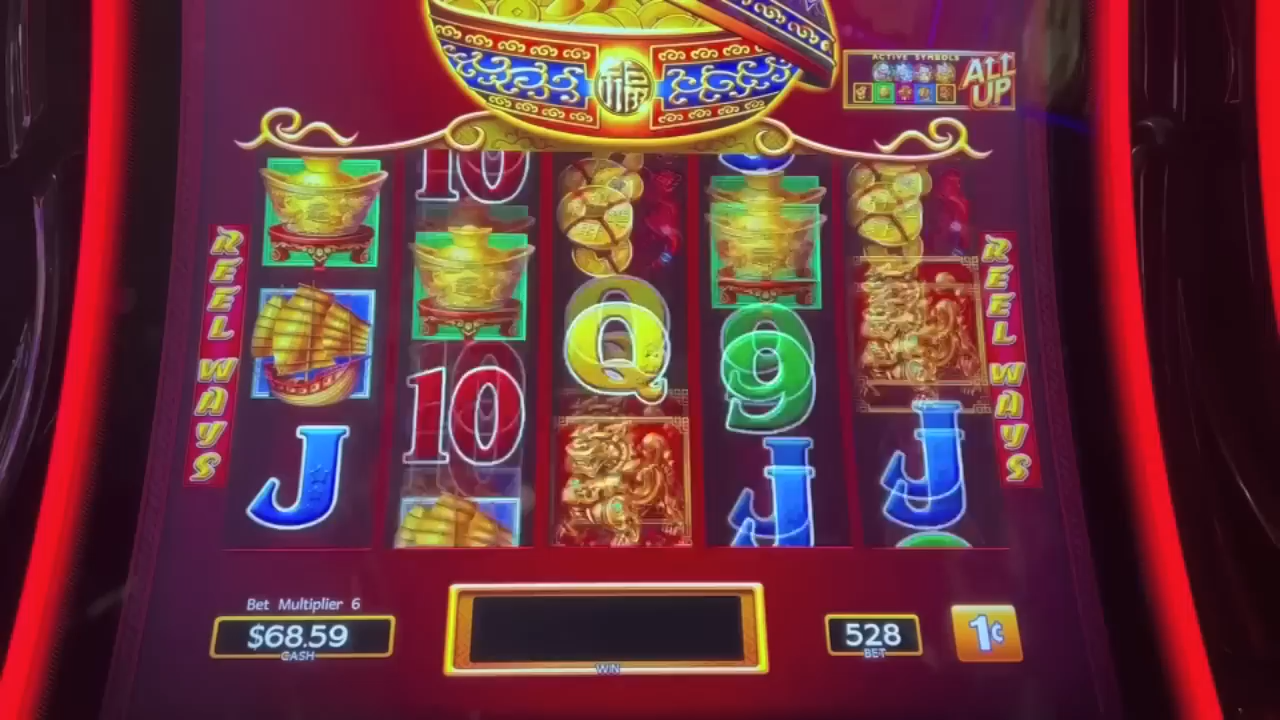 福
ACTIVE SYMBOLS
ALL
UP
REEL WAYS
REEL WAYS
10
Q
10
9
J
J
J
Bet Multiplier 6
$68.59
CASH
WIN
528
BET
1¢